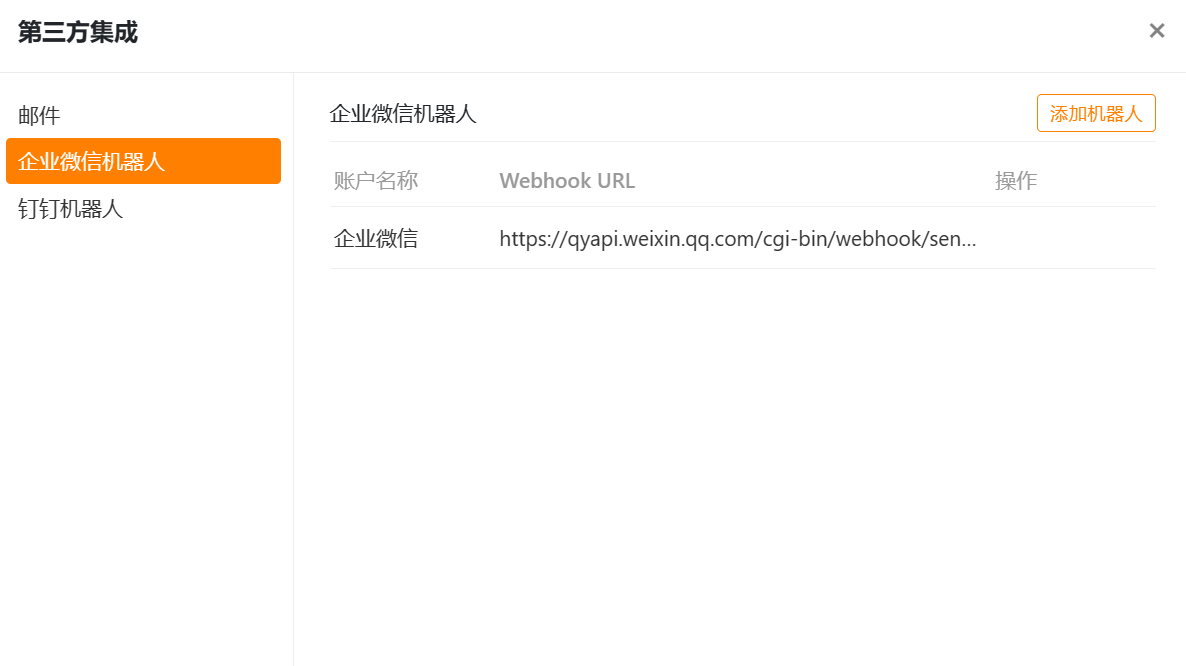 第三方集成
邮件
企业微信机器人
钉钉机器人
企业微信机器人
添加机器人
账户名称 Webhook URL 操作
企业微信 https://qyapi.weixin.qq.com/cgi-bin/webhook/sen...